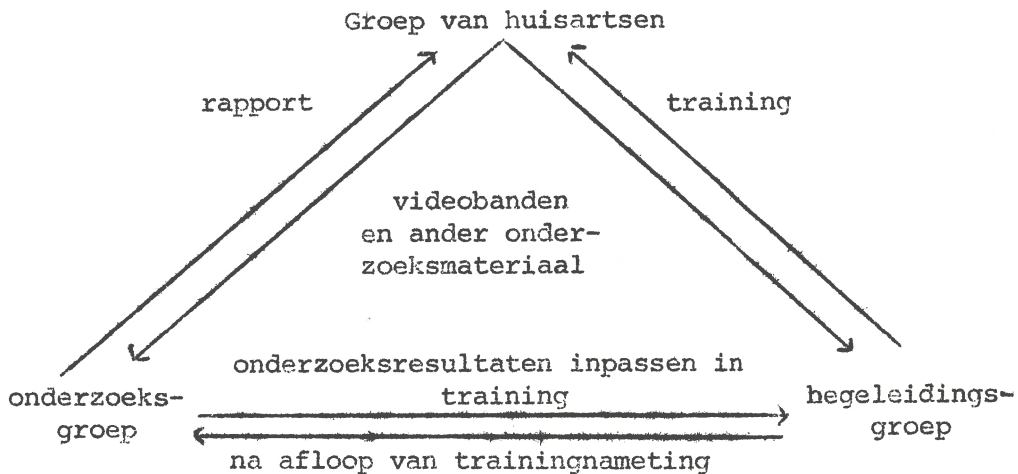 Groep van huisartsen
rapport
training
videobanden
en ander onder-
zoeksmateriaal
onderzoeksresultaten inpassen in
training
onderzoeks-
groep
begeleidings-
groep
na afloop van trainingnameting